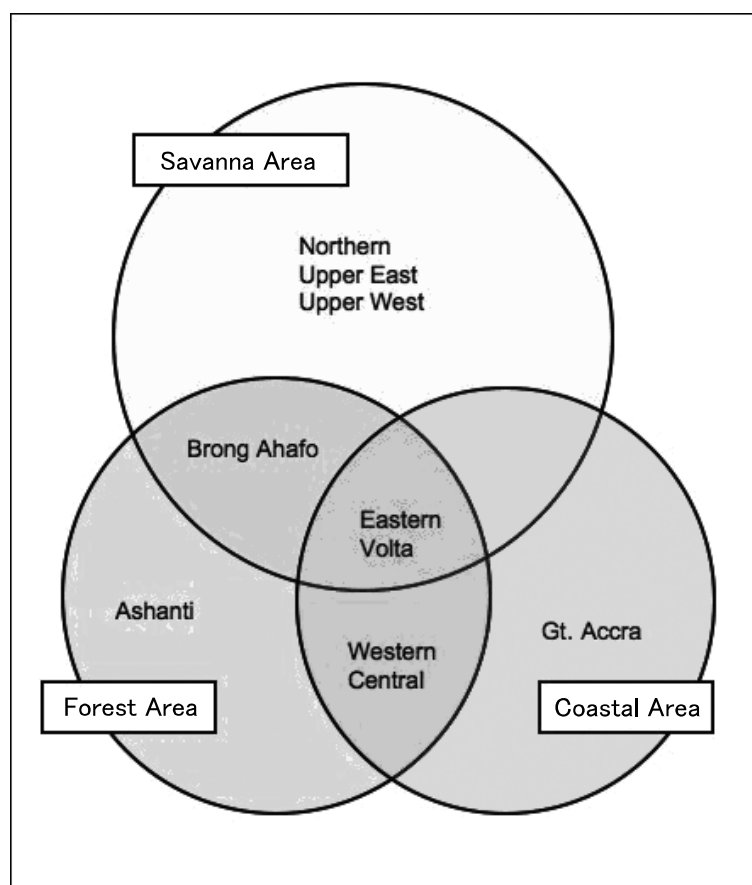 Savanna Area
Northern
Upper East
Upper West
Brong Ahafo
Eastern
Volta
Ashanti
Gt. Accra
Western
Central
Forest Area
Coastal Area